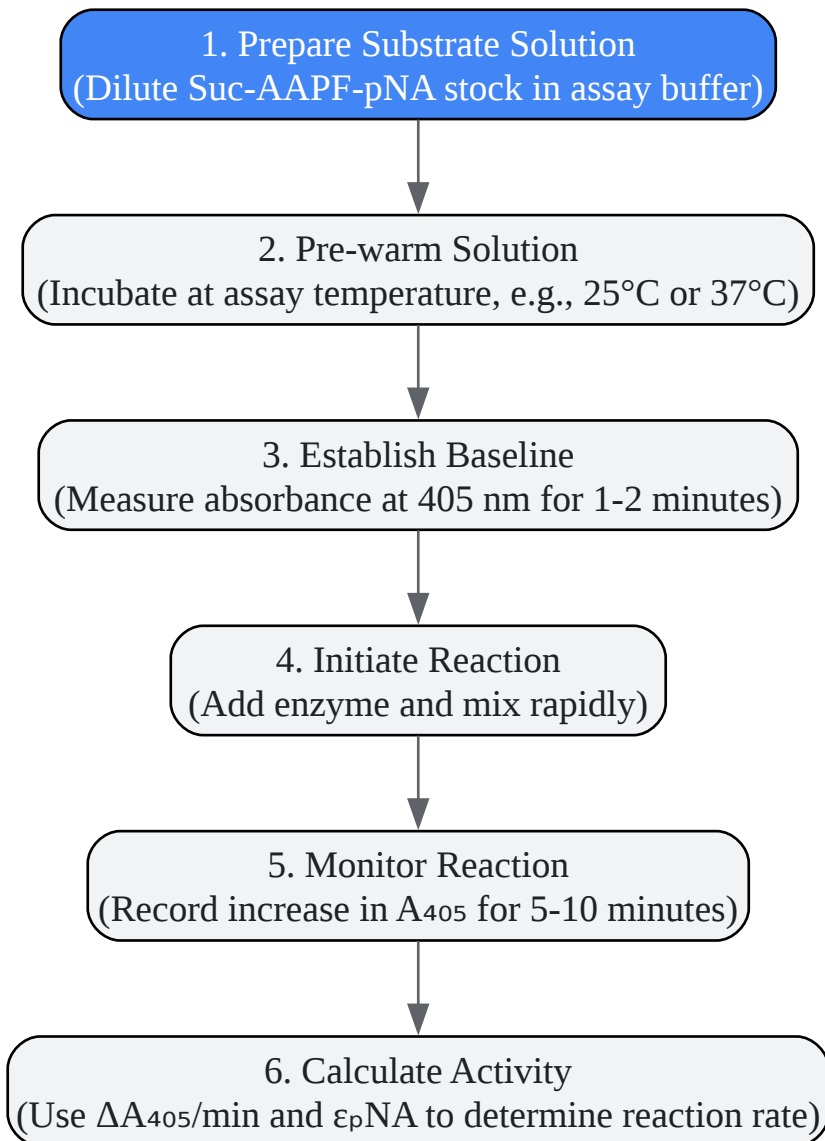 1. Prepare Substrate Solution
(Dilute Suc-AAPF-pNA stock in assay buffer)
2. Pre-warm Solution
(Incubate at assay temperature, e.g., 25°C or 37°C)
3. Establish Baseline
(Measure absorbance at 405 nm for 1-2 minutes)
4. Initiate Reaction
(Add enzyme and mix rapidly)
5. Monitor Reaction
(Record increase in A₄₀₅ for 5-10 minutes)
6. Calculate Activity
(Use ΔA₄₀₅/min and εₚNA to determine reaction rate)